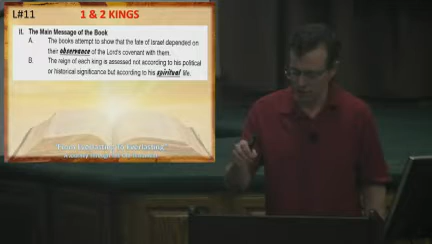 L#11 1 & 2 KINGS
II. The Main Message of the Book
A. The books attempt to show that the fate of Israel depended on
their observance of the Lord's covenant with them.
B. The reign of each king is assessed not according to his political
or historical significance but according to his spiritual life.